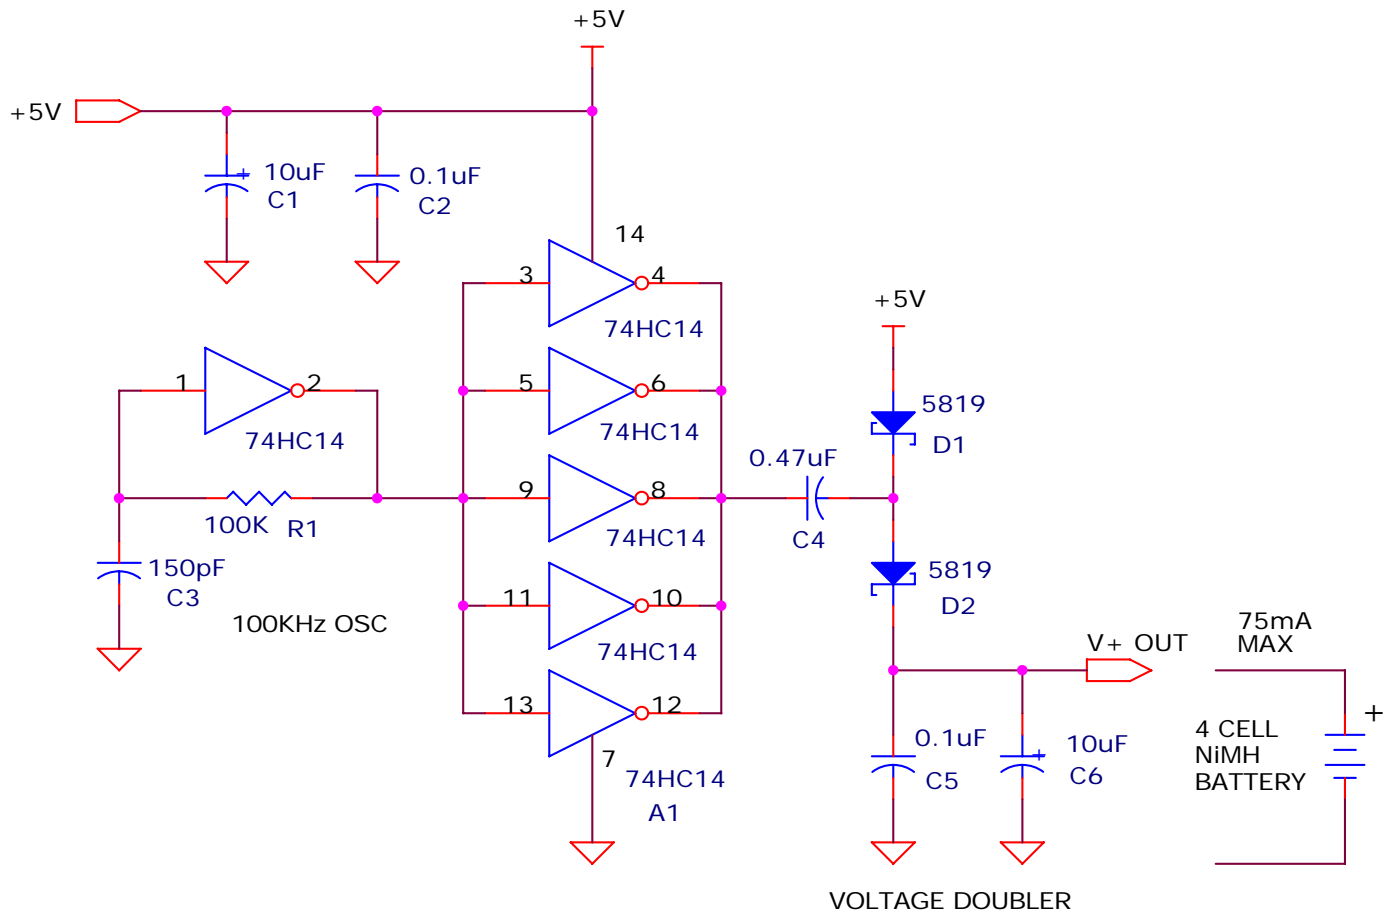 +5V
+5V
10uF
C1
0.1uF
C2
+
14
3
4
74HC14
+5V
1
2
74HC14
5
6
74HC14
5819
D1
0.47uF
C4
9
8
74HC14
100K
R1
150pF
C3
100KHz OSC
11
10
74HC14
5819
D2
13
12
7
74HC14
A1
V+ OUT
75mA
MAX
0.1uF
C5
+
10uF
C6
4 CELL
NiMH
BATTERY
+
VOLTAGE DOUBLER